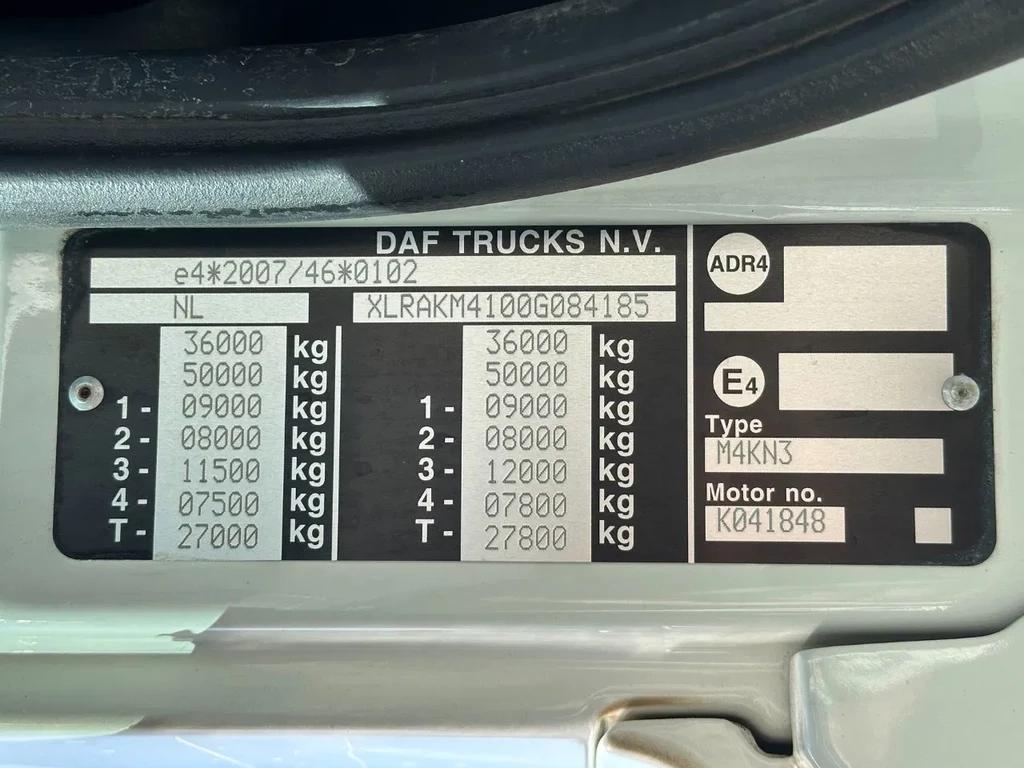 DAF TRUCKS N.V.
e4*2007/46*0102
NL XLRAKM4100G084185
36000 kg 36000 kg
50000 kg 50000 kg
1 - 09000 kg 1 - 09000 kg
2 - 08000 kg 2 - 08000 kg
3 - 11500 kg 3 - 12000 kg
4 - 07500 kg 4 - 07800 kg
T - 27000 kg T - 27800 kg
ADR4
E4
Type
M4KN3
Motor no.
K041848